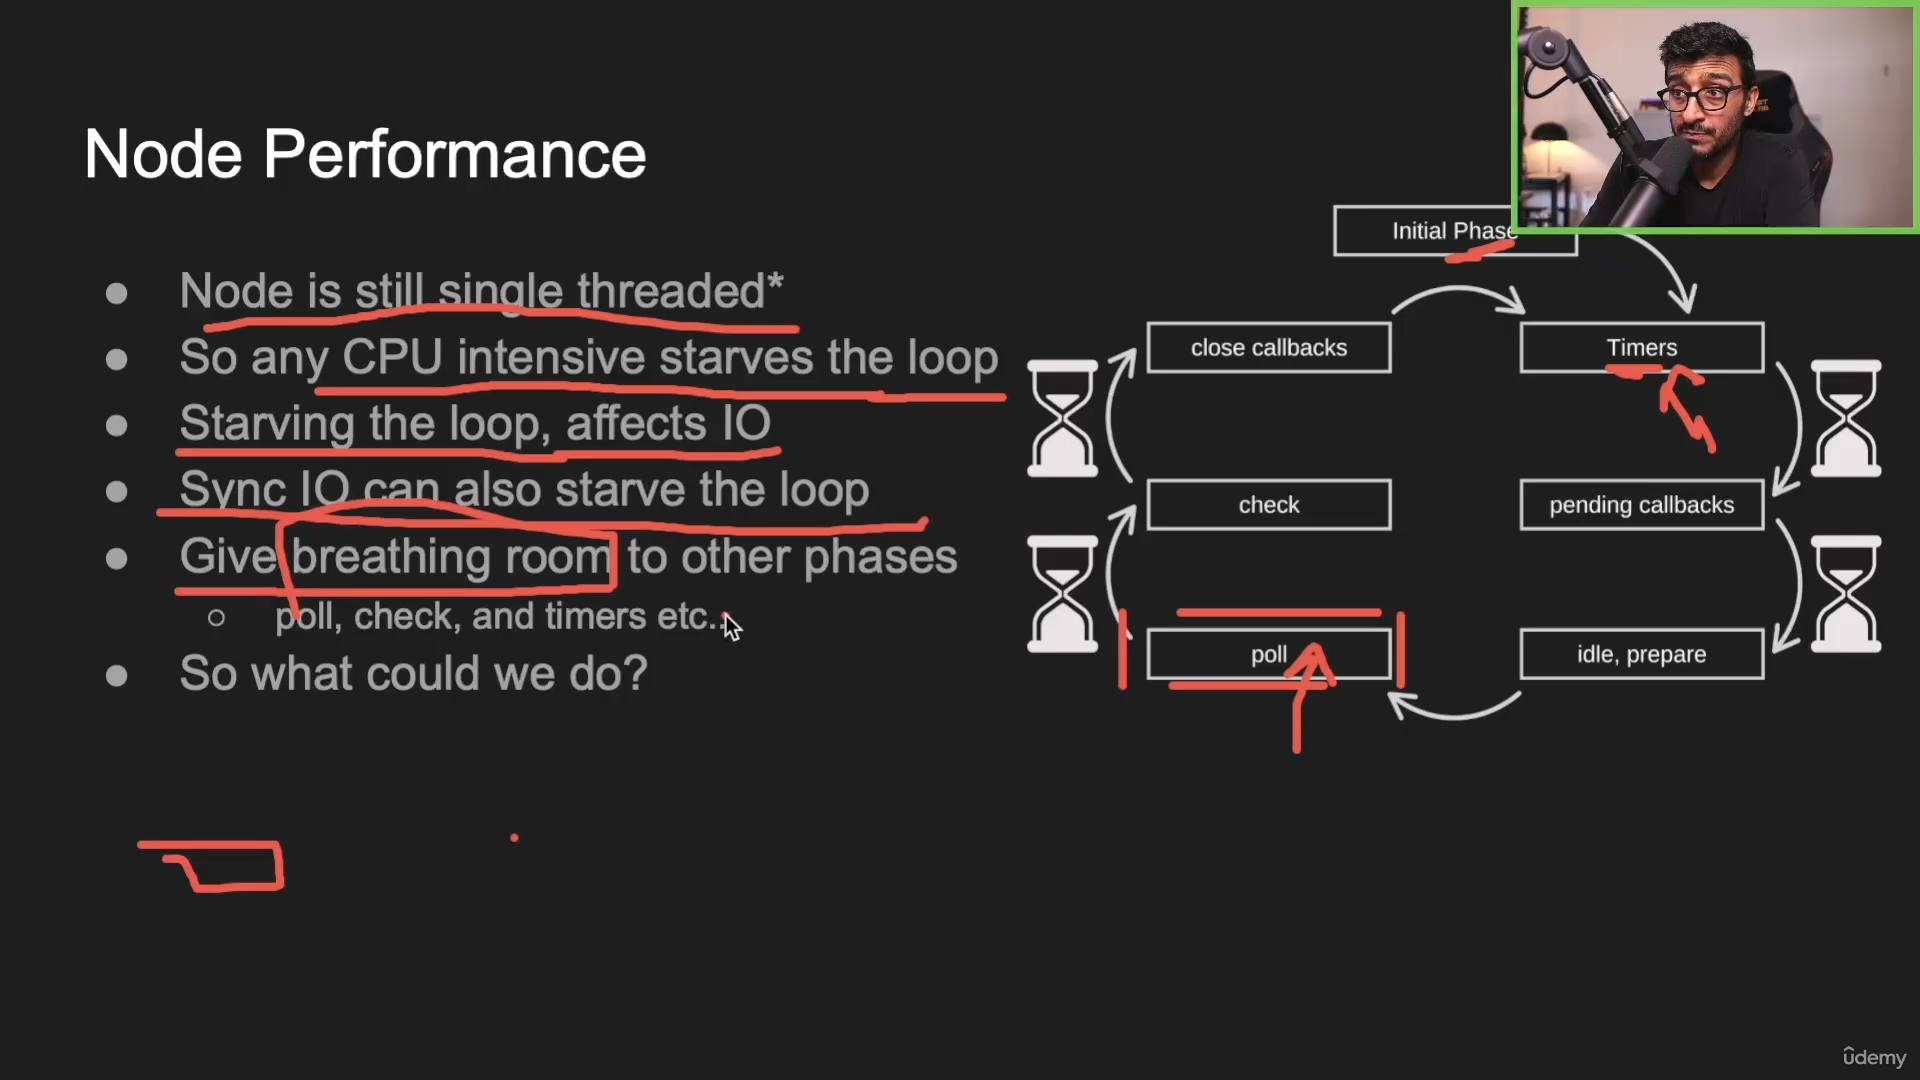 Node Performance
Node is still single threaded*
So any CPU intensive starves the loop
Starving the loop, affects IO
Sync IO can also starve the loop
Give breathing room to other phases
poll, check, and timers etc..
So what could we do?
Initial Phase
close callbacks
Timers
check
pending callbacks
poll
idle, prepare
ûdemy